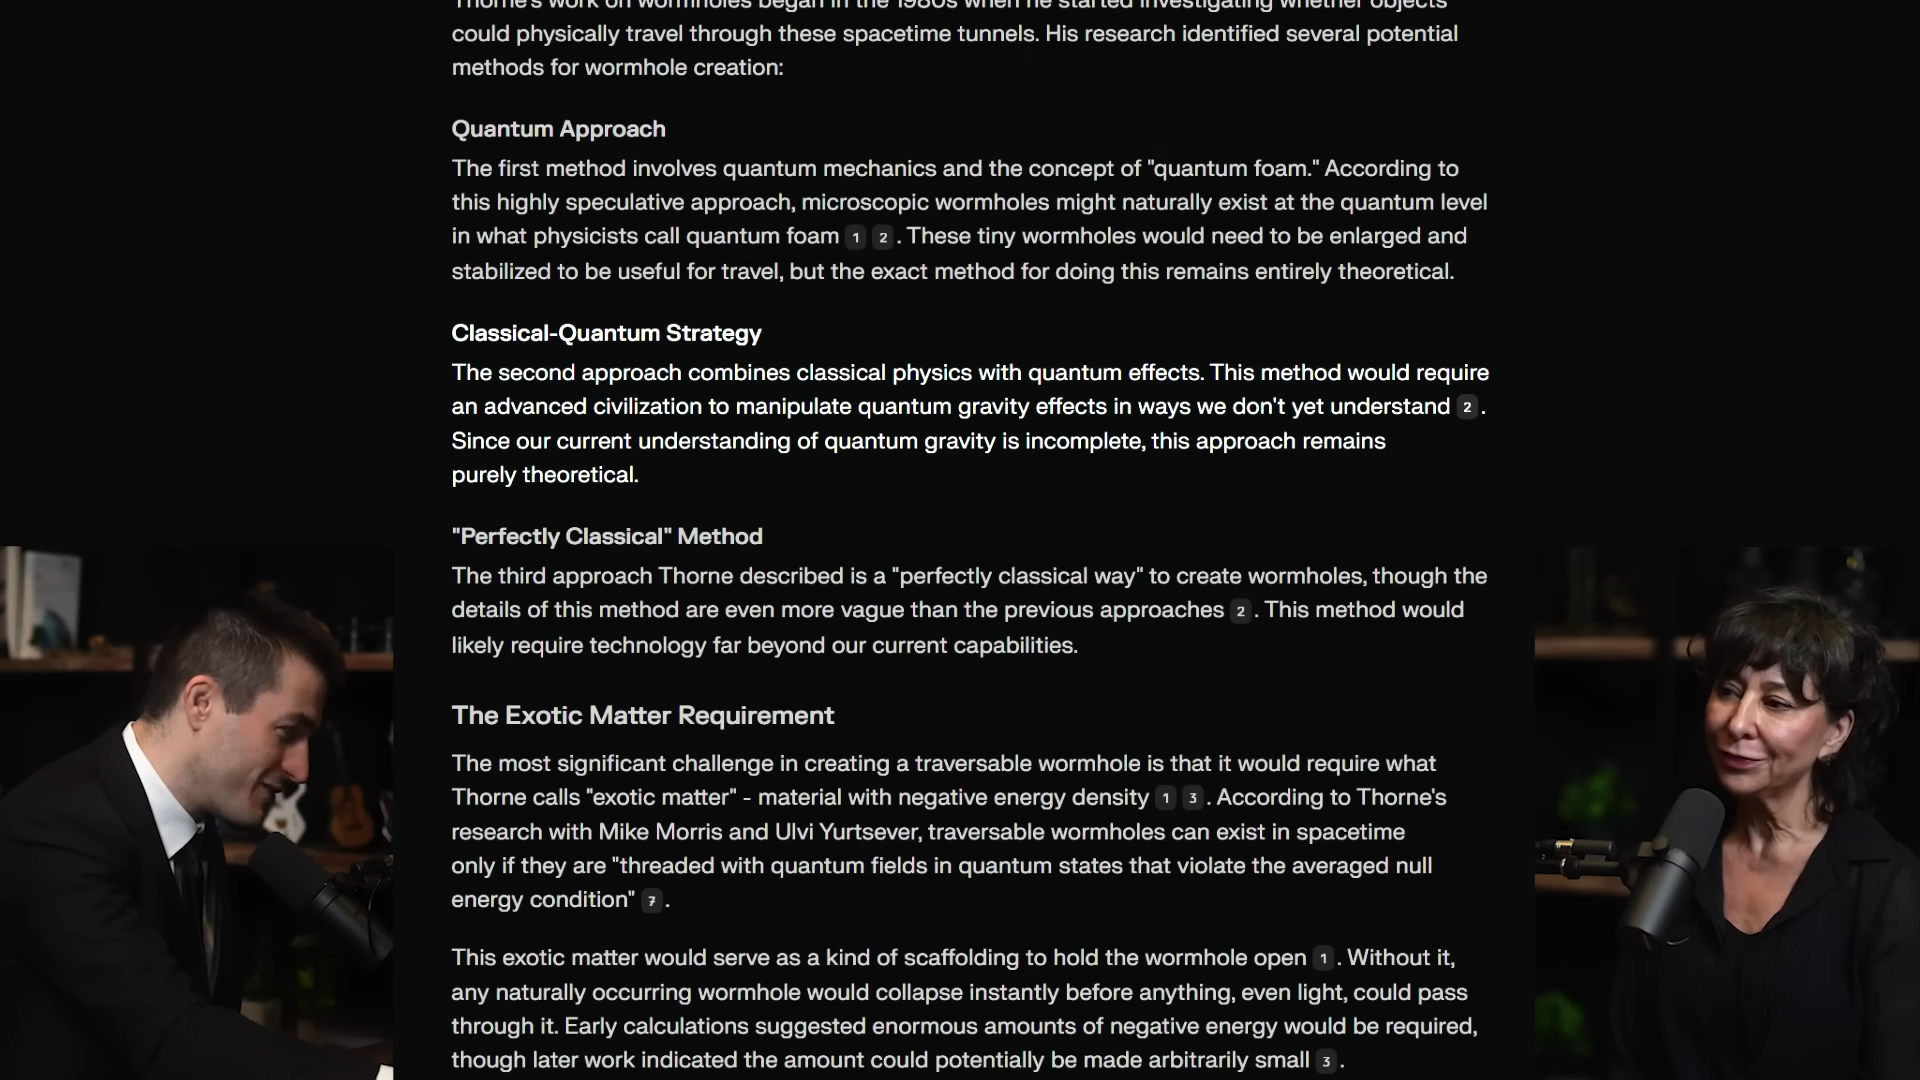 Thorne's work on wormholes began in the 1980s when he started investigating whether objects
could physically travel through these spacetime tunnels. His research identified several potential
methods for wormhole creation:
Quantum Approach
The first method involves quantum mechanics and the concept of "quantum foam." According to
this highly speculative approach, microscopic wormholes might naturally exist at the quantum level
in what physicists call quantum foam 1 2 . These tiny wormholes would need to be enlarged and
stabilized to be useful for travel, but the exact method for doing this remains entirely theoretical.
Classical-Quantum Strategy
The second approach combines classical physics with quantum effects. This method would require
an advanced civilization to manipulate quantum gravity effects in ways we don't yet understand 2 .
Since our current understanding of quantum gravity is incomplete, this approach remains
purely theoretical.
"Perfectly Classical" Method
The third approach Thorne described is a "perfectly classical way" to create wormholes, though the
details of this method are even more vague than the previous approaches 2 . This method would
likely require technology far beyond our current capabilities.
The Exotic Matter Requirement
The most significant challenge in creating a traversable wormhole is that it would require what
Thorne calls "exotic matter" - material with negative energy density 1 3 . According to Thorne's
research with Mike Morris and Ulvi Yurtsever, traversable wormholes can exist in spacetime
only if they are "threaded with quantum fields in quantum states that violate the averaged null
energy condition" 7 .
This exotic matter would serve as a kind of scaffolding to hold the wormhole open 1 . Without it,
any naturally occurring wormhole would collapse instantly before anything, even light, could pass
through it. Early calculations suggested enormous amounts of negative energy would be required,
though later work indicated the amount could potentially be made arbitrarily small 3 .